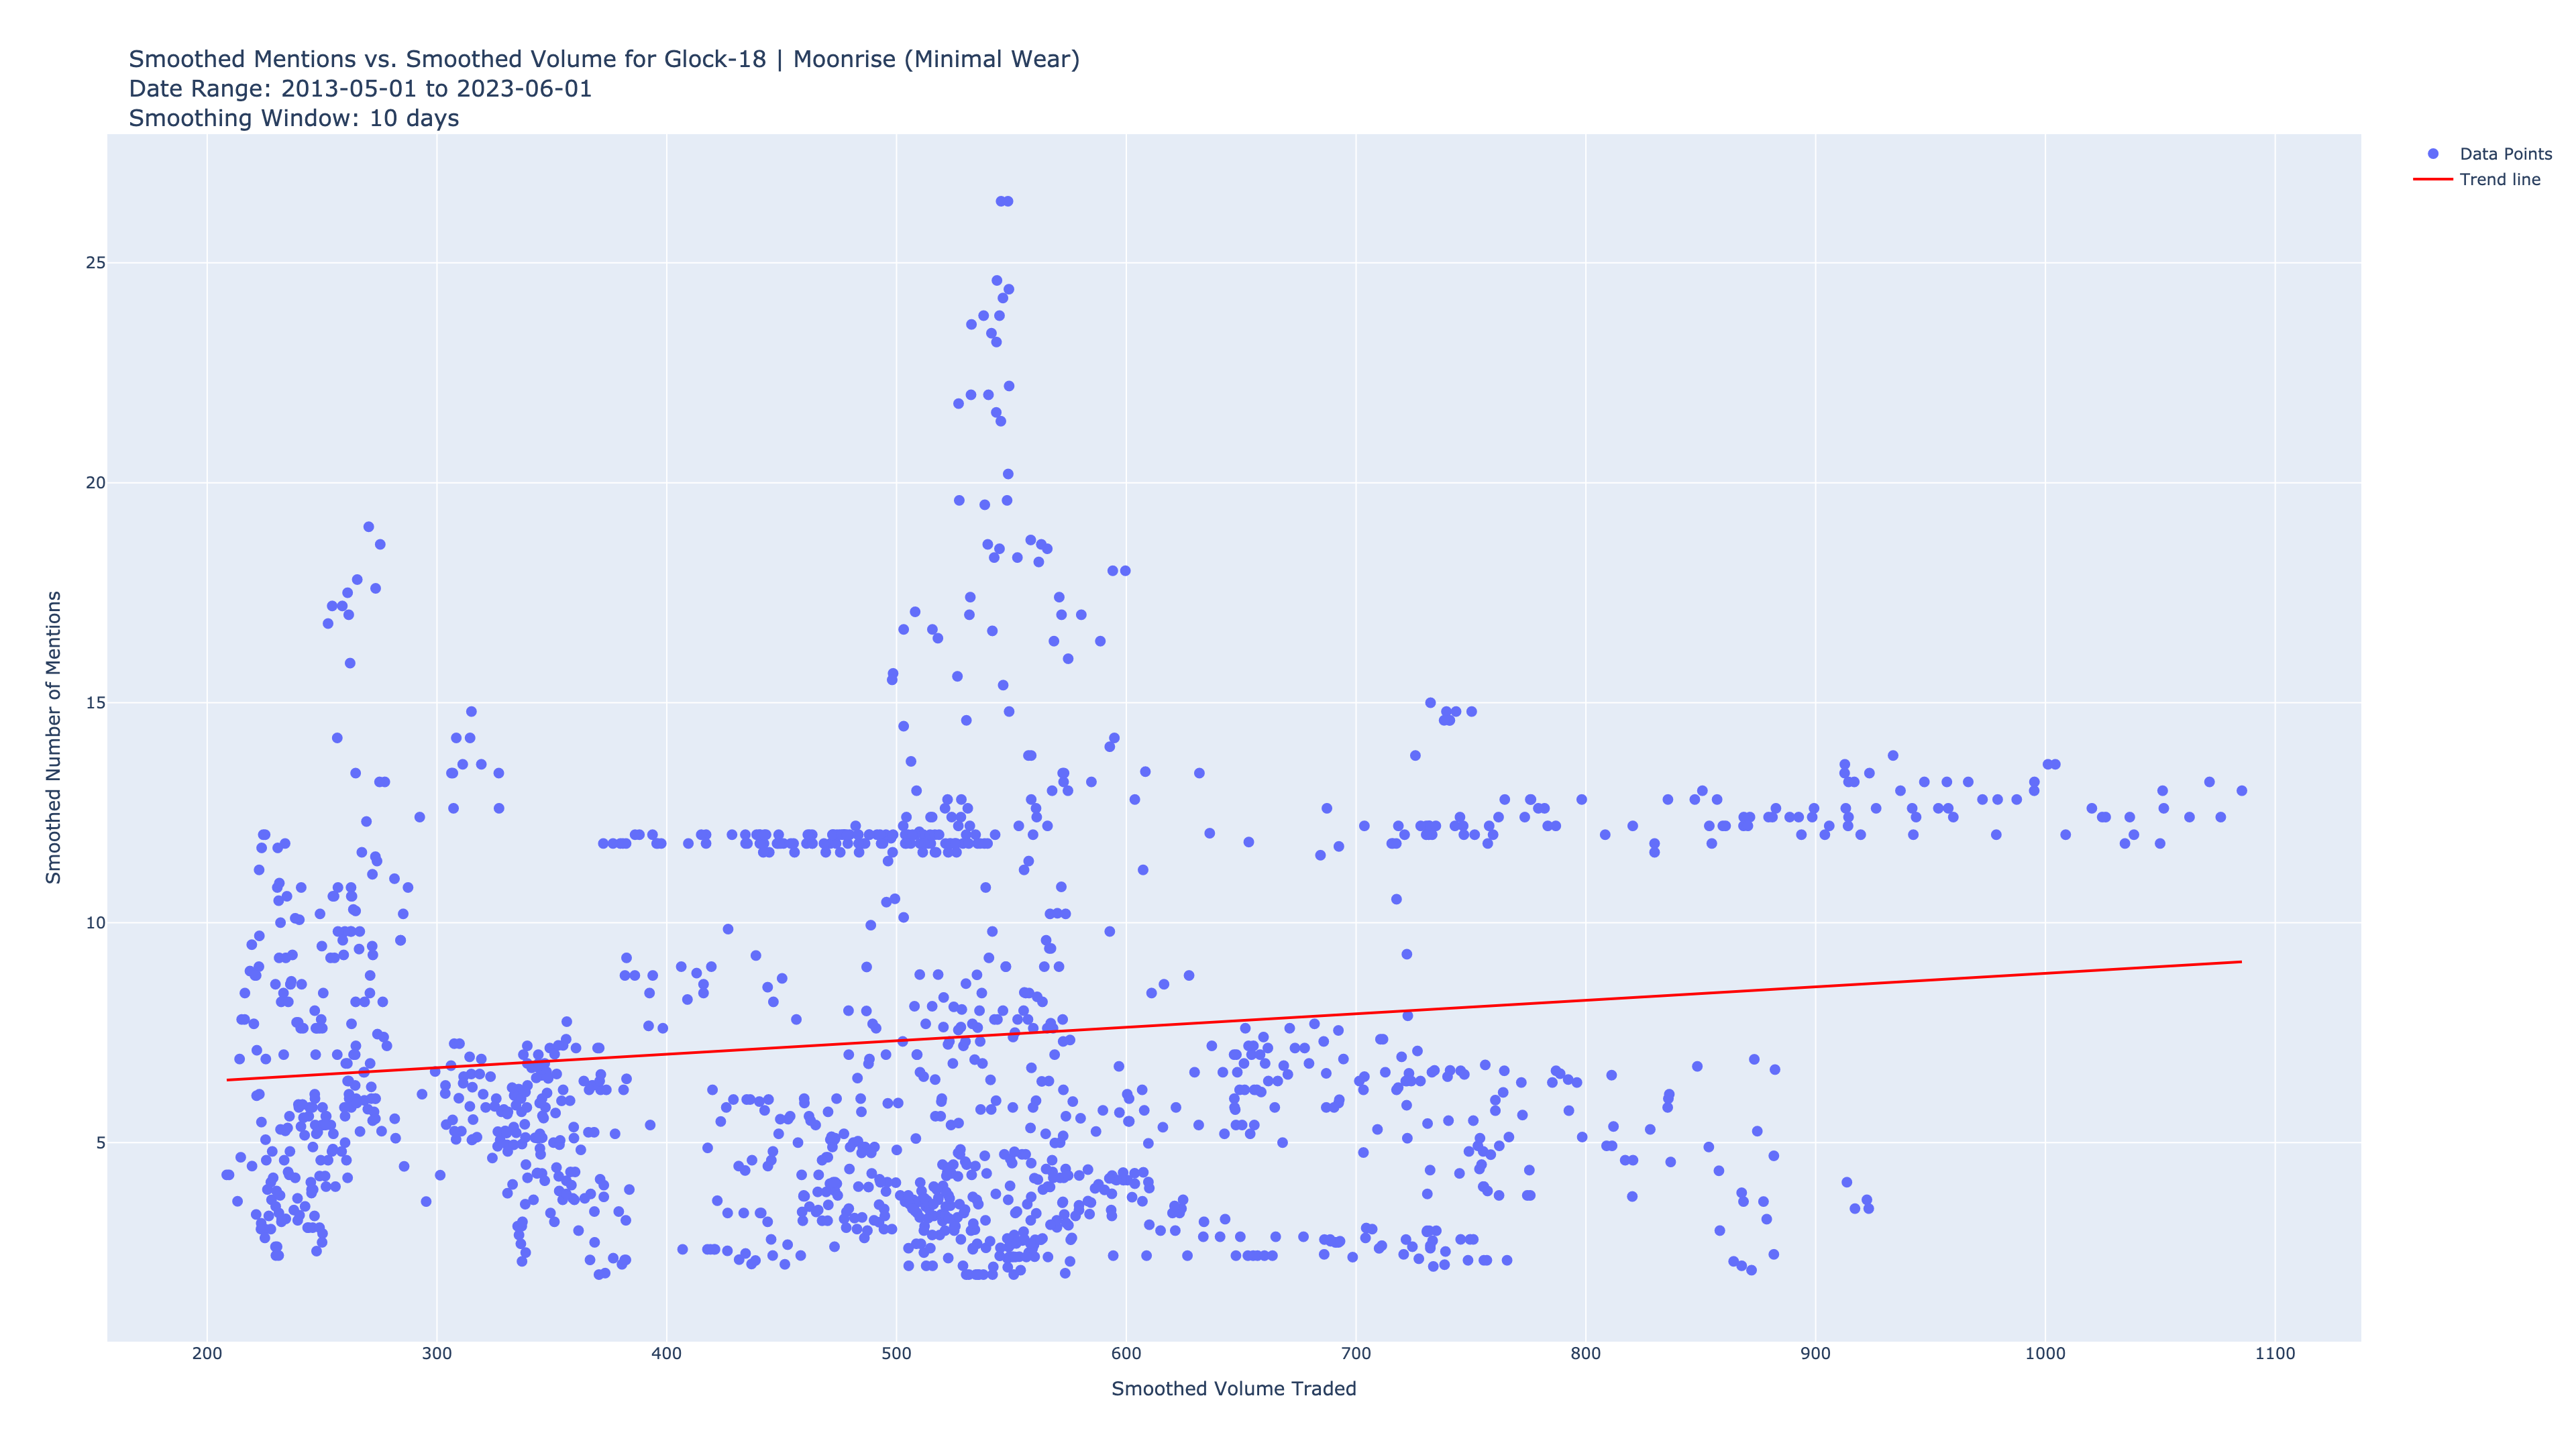 Smoothed Mentions vs. Smoothed Volume for Glock-18 | Moonrise (Minimal Wear)
Date Range: 2013-05-01 to 2023-06-01
Smoothing Window: 10 days
Data Points
Trend line
25
20
15
10
5
Smoothed Number of Mentions
200 300 400 500 600 700 800 900 1000 1100
Smoothed Volume Traded